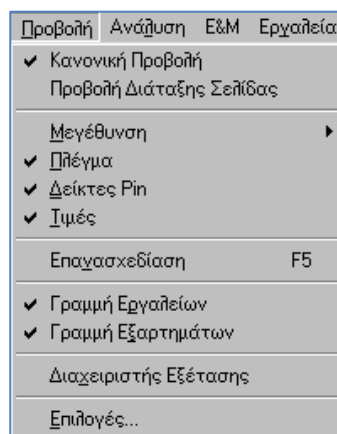 Προβολή Ανάλυση E&M Εργαλεία
Κανονική Προβολή
Προβολή Διάταξης Σελίδας
Μεγέθυνση
Πλέγμα
Δείκτες Pin
Τιμές
Επανασχεδίαση F5
Γραμμή Εργαλείων
Γραμμή Εξαρτημάτων
Διαχειριστής Εξέτασης
Επιλογές...